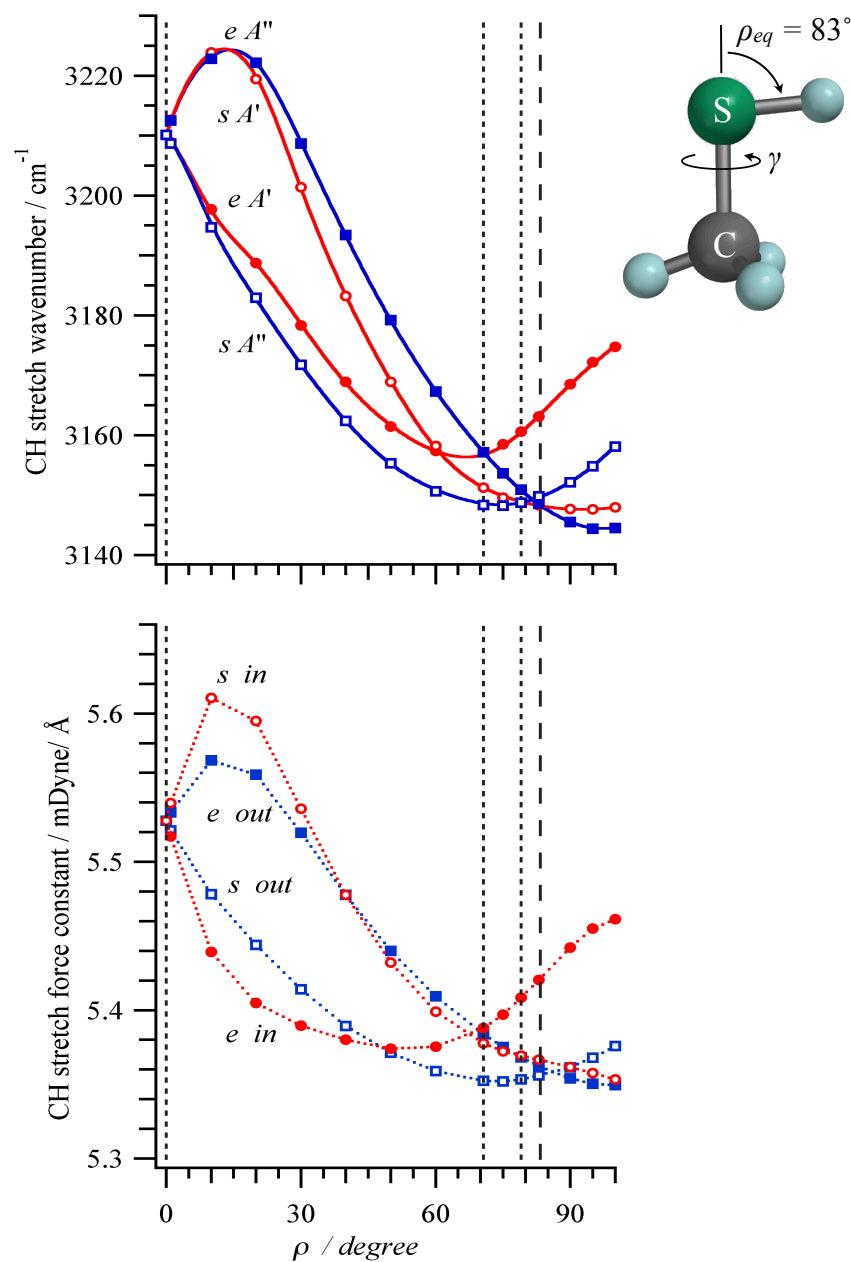 e A"
3220
s A'
CH stretch wavenumber / cm⁻¹
3200
e A'
3180
s A"
3160
3140
ρeq = 83°
S
γ
C
s in
5.6
e out
CH stretch force constant / mDyne/ Å
5.5
s out
5.4
e in
5.3
0 30 60 90
ρ / degree